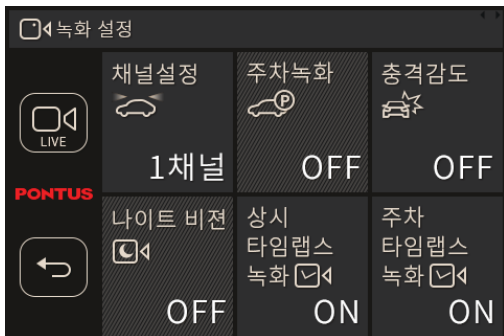 녹화 설정
채널설정
1채널
주차녹화
P
OFF
충격감도
OFF
LIVE
PONTUS
나이트 비젼
OFF
상시
타임랩스
녹화
ON
주차
타임랩스
녹화
ON